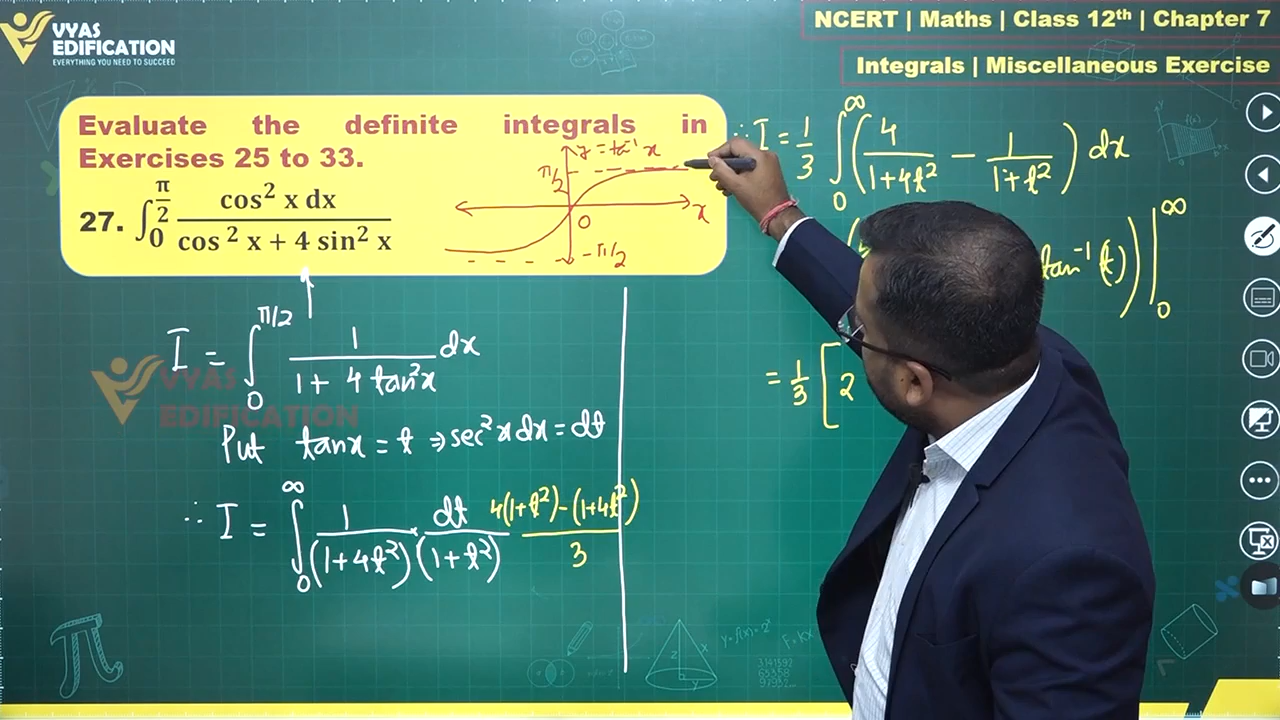 VYAS
EDIFICATION
EVERYTHING YOU NEED TO SUCCEED
NCERT | Maths | Class 12th | Chapter 7
Integrals | Miscellaneous Exercise
Evaluate the definite integrals in
Exercises 25 to 33.
27. ∫₀^(π/2) cos² x dx / (cos² x + 4 sin² x)
y = tan⁻¹ x
π/2
0
x
-π/2
I = ∫₀^(π/2) 1/(1 + 4 tan²x) dx
Put tanx = t ⇒ sec²x dx = dt
∴ I = ∫₀^∞ 1/(1+4t²) × dt/(1+t²) (4(1+t²) - (1+4t²))/3
∴ I = 1/3 ∫₀^∞ (4/(1+4t²) - 1/(1+t²)) dx
tan⁻¹(t)) |₀^∞
= 1/3 [2
VYAS
EDIFICATION